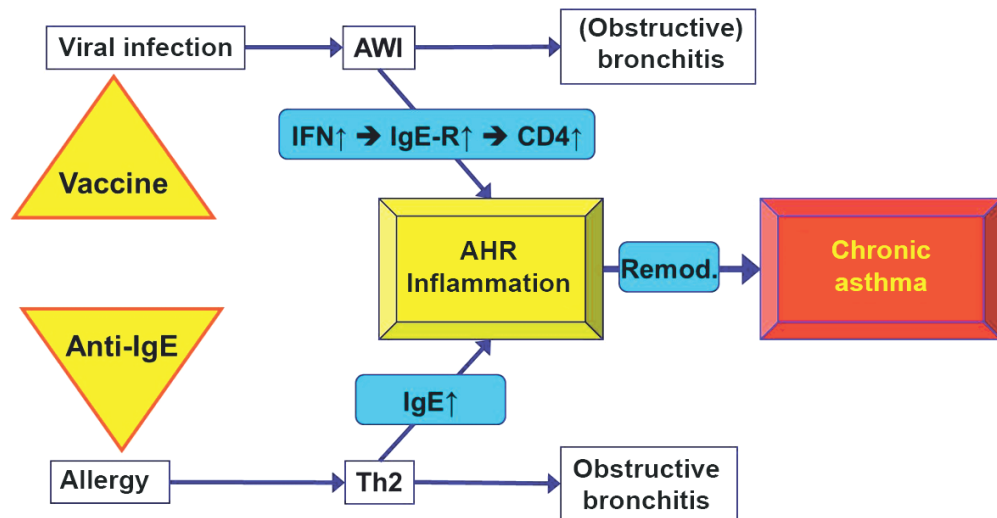 Viral infection
AWI
(Obstructive)
bronchitis
IFN↑ ➔ IgE-R↑ ➔ CD4↑
Vaccine
AHR
Inflammation
Remod.
Chronic
asthma
Anti-IgE
IgE↑
Allergy
Th2
Obstructive
bronchitis